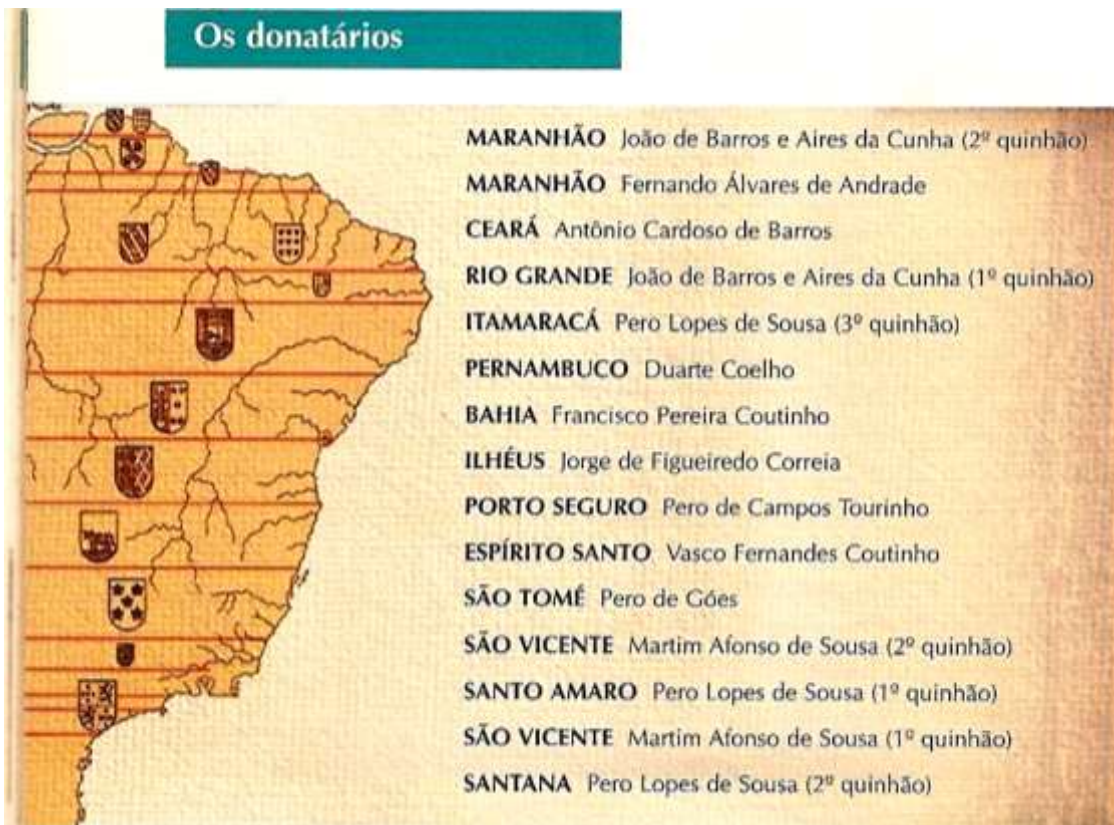 Os donatários
MARANHÃO João de Barros e Aires da Cunha (2º quinhão)
MARANHÃO Fernando Álvares de Andrade
CEARÁ Antônio Cardoso de Barros
RIO GRANDE João de Barros e Aires da Cunha (1º quinhão)
ITAMARACÁ Pero Lopes de Sousa (3º quinhão)
PERNAMBUCO Duarte Coelho
BAHIA Francisco Pereira Coutinho
ILHÉUS Jorge de Figueiredo Correia
PORTO SEGURO Pero de Campos Tourinho
ESPÍRITO SANTO Vasco Fernandes Coutinho
SÃO TOMÉ Pero de Góes
SÃO VICENTE Martim Afonso de Sousa (2º quinhão)
SANTO AMARO Pero Lopes de Sousa (1º quinhão)
SÃO VICENTE Martim Afonso de Sousa (1º quinhão)
SANTANA Pero Lopes de Sousa (2º quinhão)